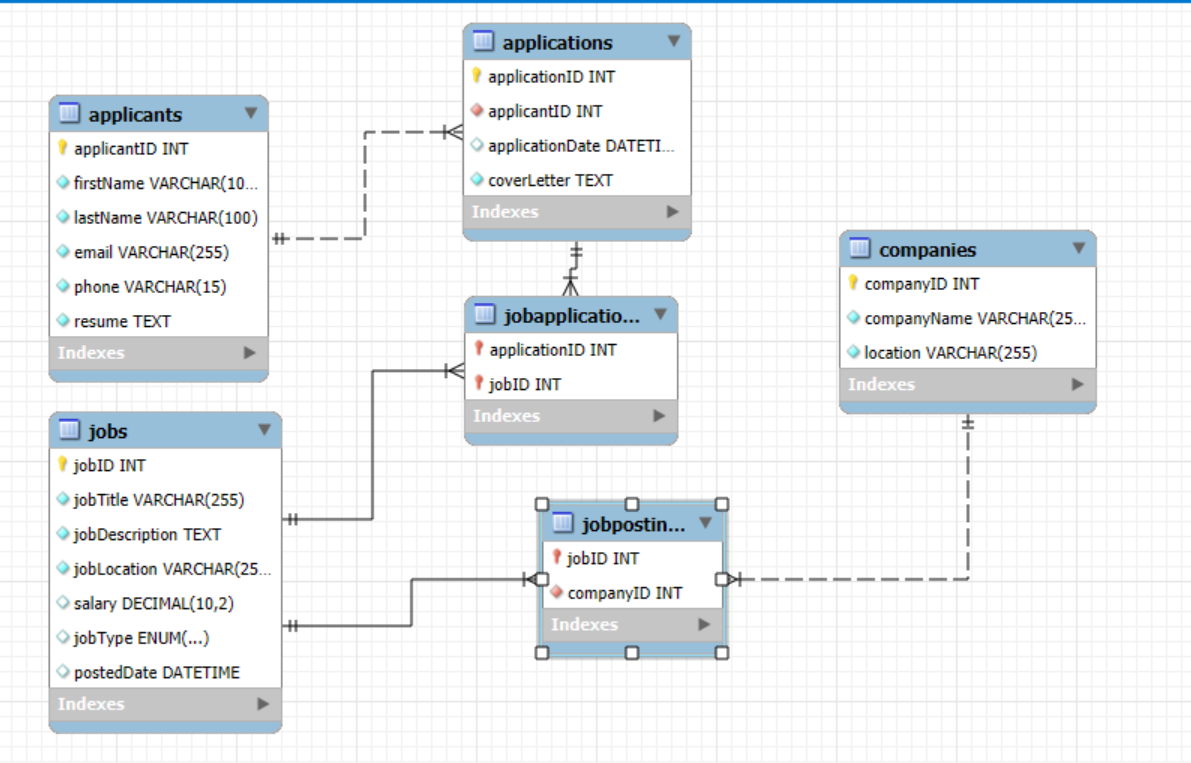 applicants
applicantID INT
firstName VARCHAR(10...
lastName VARCHAR(100)
email VARCHAR(255)
phone VARCHAR(15)
resume TEXT
Indexes
applications
applicationID INT
applicantID INT
applicationDate DATETI...
coverLetter TEXT
Indexes
jobapplicatio...
applicationID INT
jobID INT
Indexes
companies
companyID INT
companyName VARCHAR(25...
location VARCHAR(255)
Indexes
jobs
jobID INT
jobTitle VARCHAR(255)
jobDescription TEXT
jobLocation VARCHAR(25...
salary DECIMAL(10,2)
jobType ENUM(...)
postedDate DATETIME
Indexes
jobpostin...
jobID INT
companyID INT
Indexes